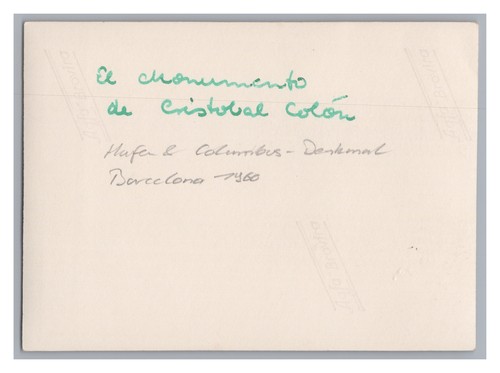 El Monumento
de Cristobal Colón
Hafen & Columbus-Denkmal
Barcelona 1960